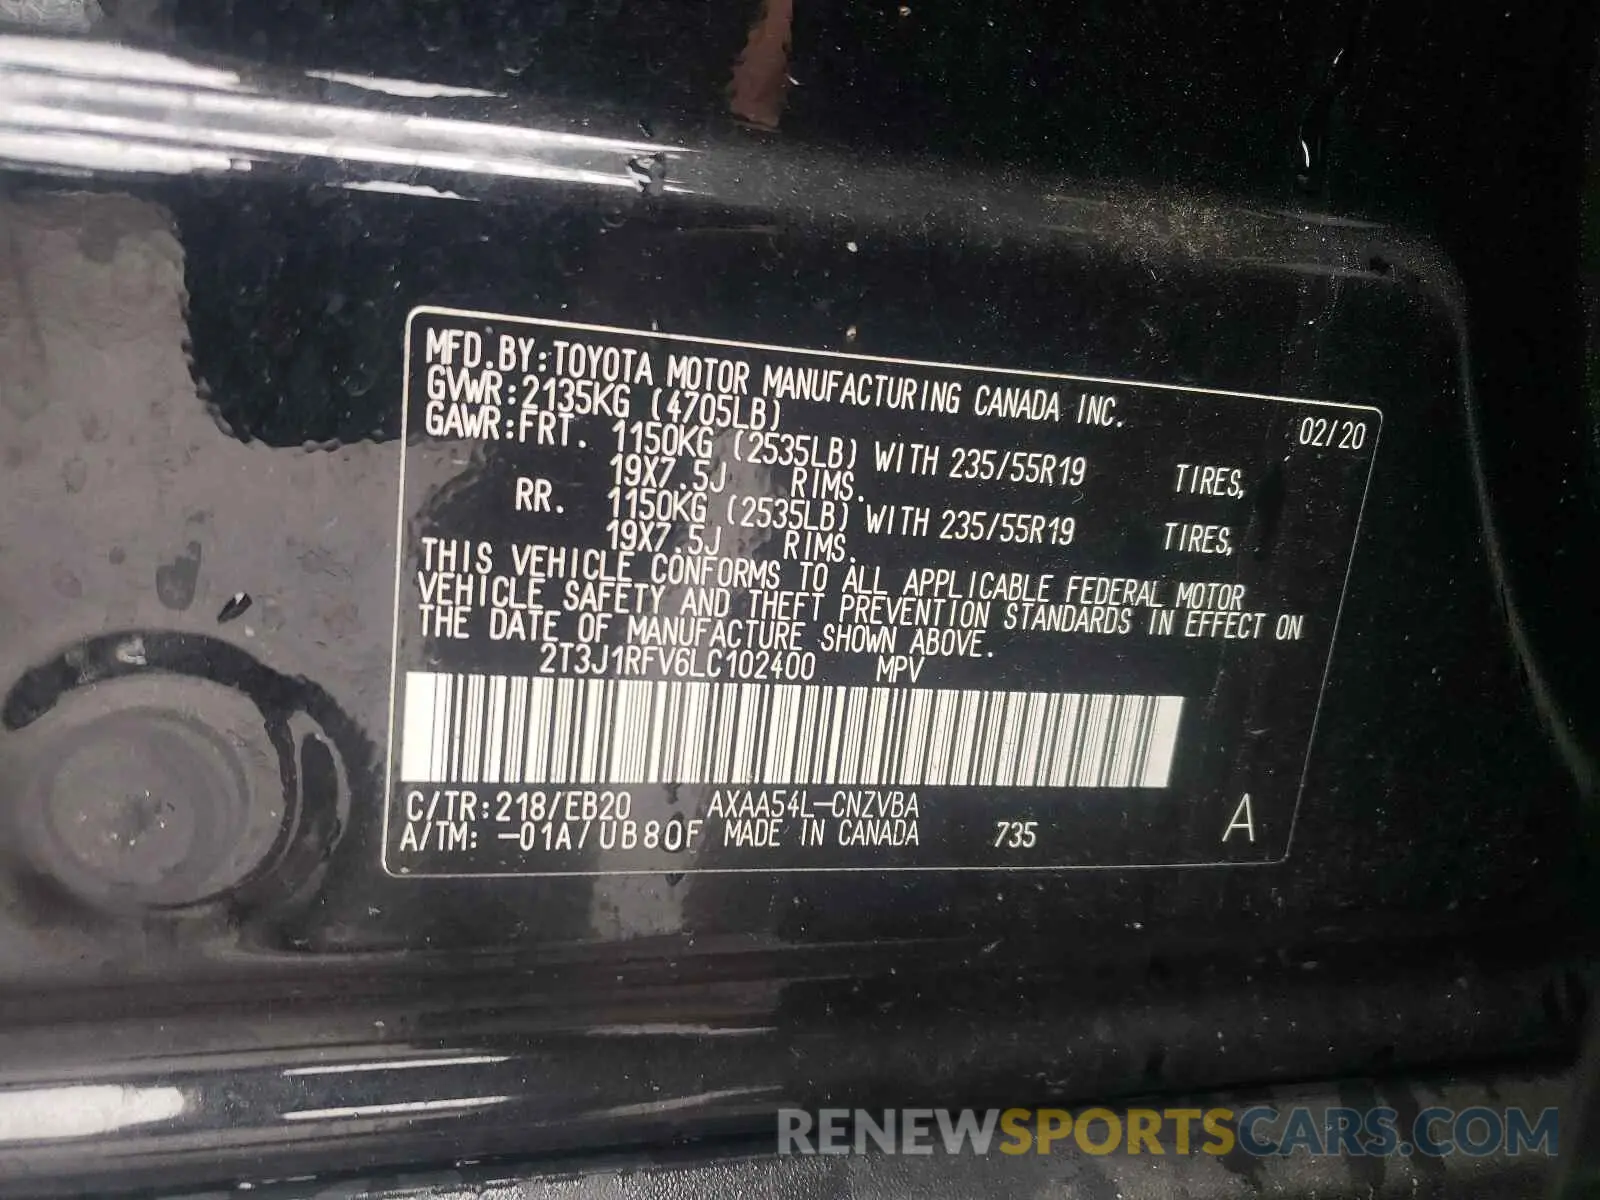 MFD.BY:TOYOTA MOTOR MANUFACTURING CANADA INC. 02/20
GVWR:2135KG (4705LB)
GAWR:FRT. 1150KG (2535LB) WITH 235/55R19 TIRES,
19X7.5J RIMS.
RR. 1150KG (2535LB) WITH 235/55R19 TIRES,
19X7.5J RIMS.
THIS VEHICLE CONFORMS TO ALL APPLICABLE FEDERAL MOTOR
VEHICLE SAFETY AND THEFT PREVENTION STANDARDS IN EFFECT ON
THE DATE OF MANUFACTURE SHOWN ABOVE.
2T3J1RFV6LC102400 MPV
C/TR:218/EB20 AXAA54L-CNZVBA
A/TM: -01A/UB80F MADE IN CANADA 735 A
RENEWSPORTSCARS.COM